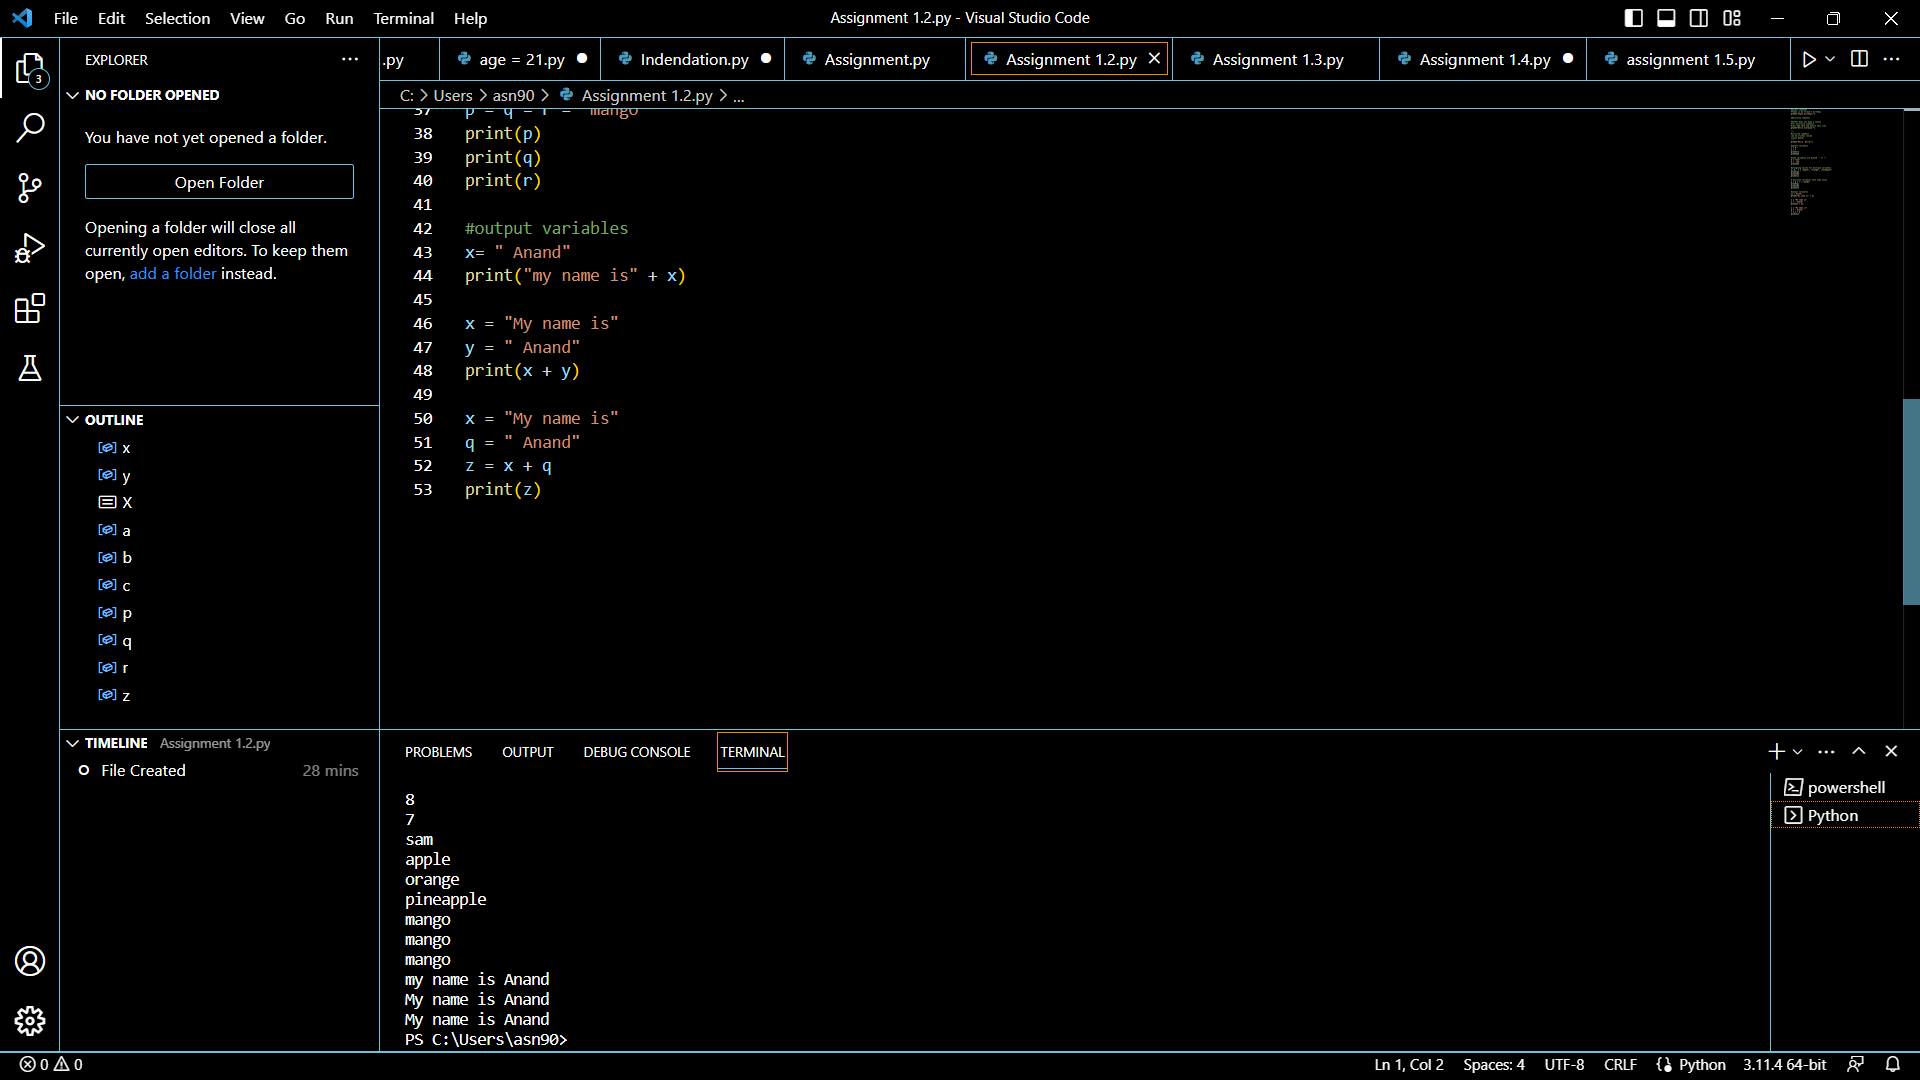 File Edit Selection View Go Run Terminal Help
Assignment 1.2.py - Visual Studio Code
EXPLORER
.py
age = 21.py
Indendation.py
Assignment.py
Assignment 1.2.py
Assignment 1.3.py
Assignment 1.4.py
assignment 1.5.py
3
NO FOLDER OPENED
You have not yet opened a folder.
Open Folder
Opening a folder will close all
currently open editors. To keep them
open, add a folder instead.
OUTLINE
x
y
X
a
b
c
p
q
r
z
TIMELINE Assignment 1.2.py
File Created 28 mins
C: > Users > asn90 > Assignment 1.2.py > ...
37 p = q = r = "mango"
38 print(p)
39 print(q)
40 print(r)
41
42 #output variables
43 x= " Anand"
44 print("my name is" + x)
45
46 x = "My name is"
47 y = " Anand"
48 print(x + y)
49
50 x = "My name is"
51 q = " Anand"
52 z = x + q
53 print(z)
PROBLEMS OUTPUT DEBUG CONSOLE TERMINAL
8
7
sam
apple
orange
pineapple
mango
mango
mango
my name is Anand
My name is Anand
My name is Anand
PS C:\Users\asn90>
powershell
Python
0 0
Ln 1, Col 2 Spaces: 4 UTF-8 CRLF Python 3.11.4 64-bit